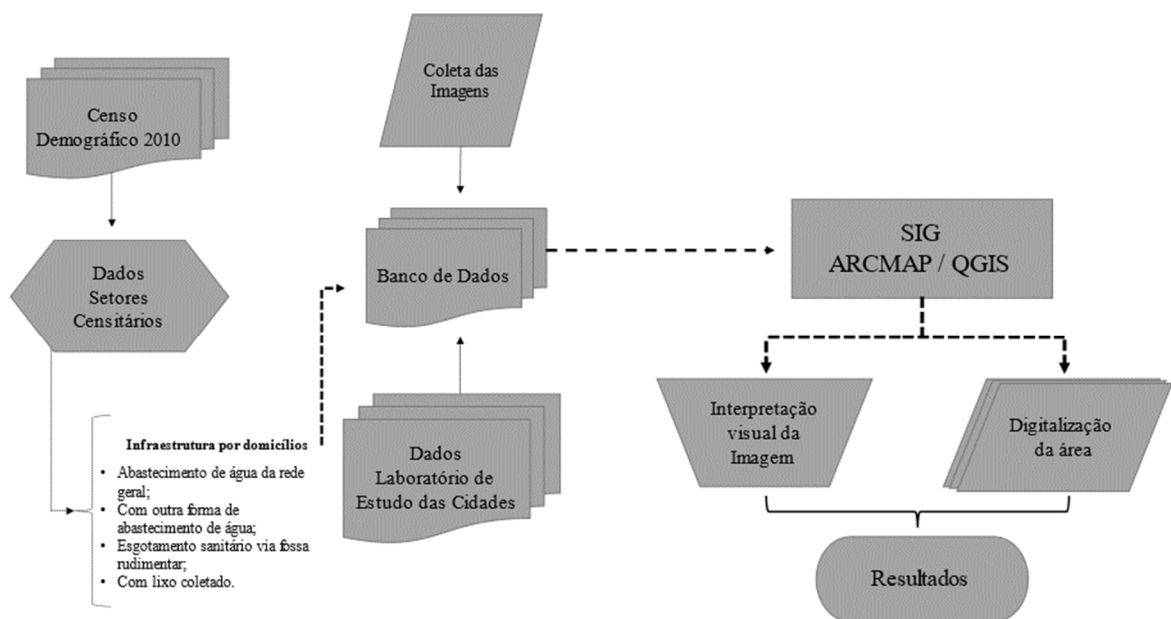 Censo
Demográfico 2010
Dados
Setores
Censitários
Infraestrutura por domicílios
• Abastecimento de água da rede
geral;
• Com outra forma de
abastecimento de água;
• Esgotamento sanitário via fossa
rudimentar;
• Com lixo coletado.
Coleta das
Imagens
Banco de Dados
Dados
Laboratório de
Estudo das Cidades
SIG
ARCMAP / QGIS
Interpretação
visual da
Imagem
Digitalização
da área
Resultados